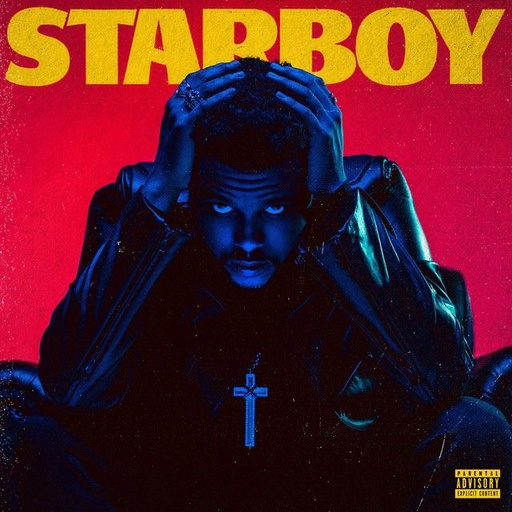 STARBOY
PARENTAL
ADVISORY
EXPLICIT CONTENT